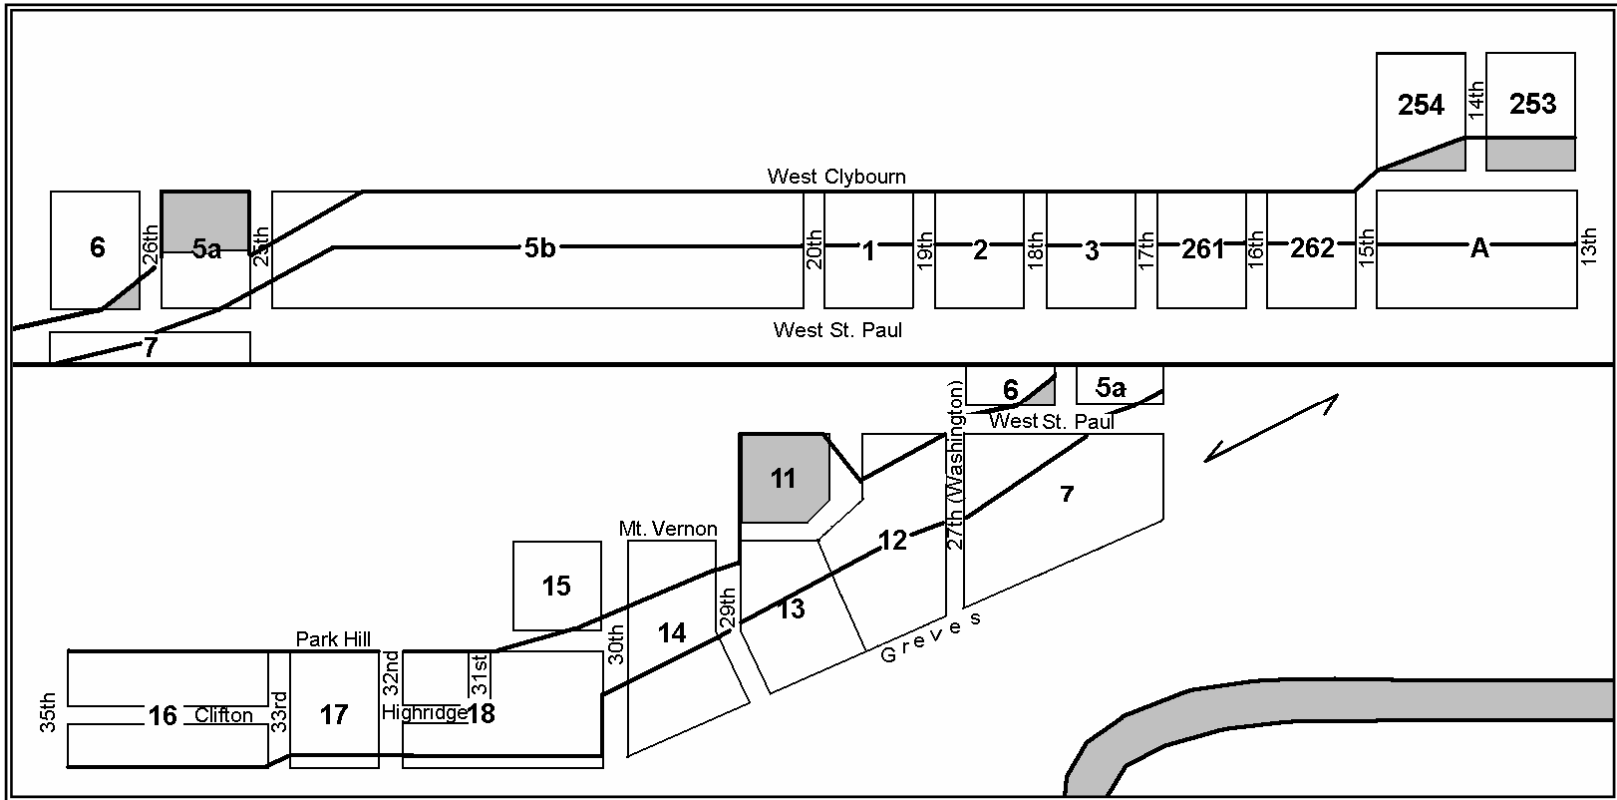 254
14th
253
West Clybourn
6
26th
5a
25th
5b
20th
1
19th
2
18th
3
17th
261
16th
262
15th
A
13th
West St. Paul
7
6
5a
27th (Washington)
West St. Paul
11
7
Mt. Vernon
12
15
29th
13
14
30th
Park Hill
Greves
35th
16
Clifton
33rd
17
32nd
Highridge
31st
18